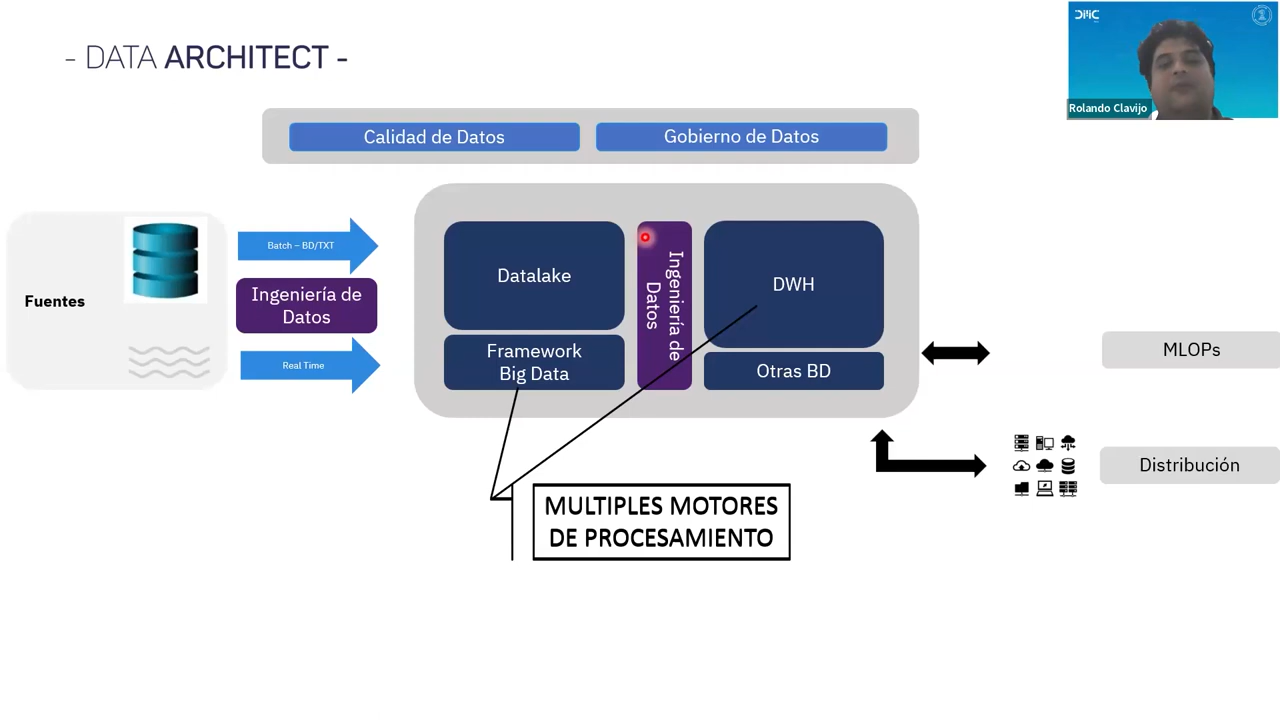 - DATA ARCHITECT -
DMC
Rolando Clavijo
Calidad de Datos
Gobierno de Datos
Fuentes
Batch – BD/TXT
Ingeniería de
Datos
Real Time
Datalake
Framework
Big Data
Ingeniería de
Datos
DWH
Otras BD
MLOPs
Distribución
MULTIPLES MOTORES
DE PROCESAMIENTO